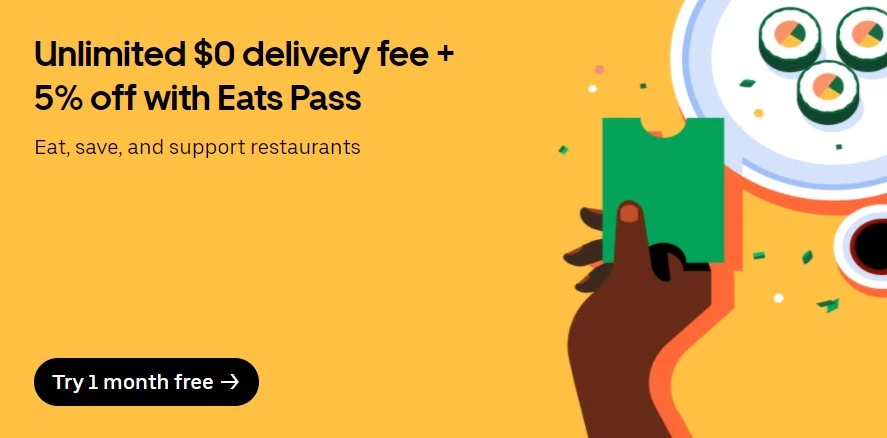 Unlimited $0 delivery fee +
5% off with Eats Pass
Eat, save, and support restaurants
Try 1 month free →